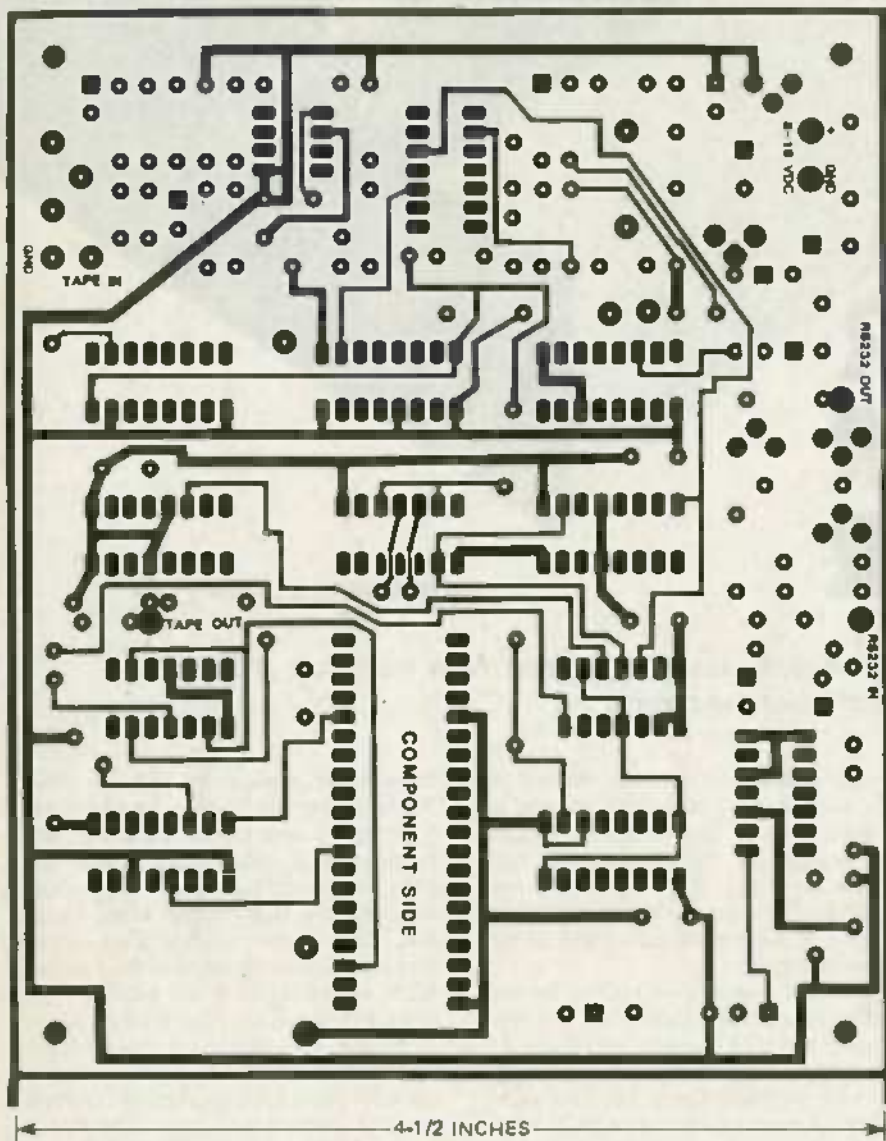 8-18 VDC
+
GND
GND
TAPE IN
RS232 OUT
TAPE OUT
RS232 IN
COMPONENT SIDE
4-1/2 INCHES